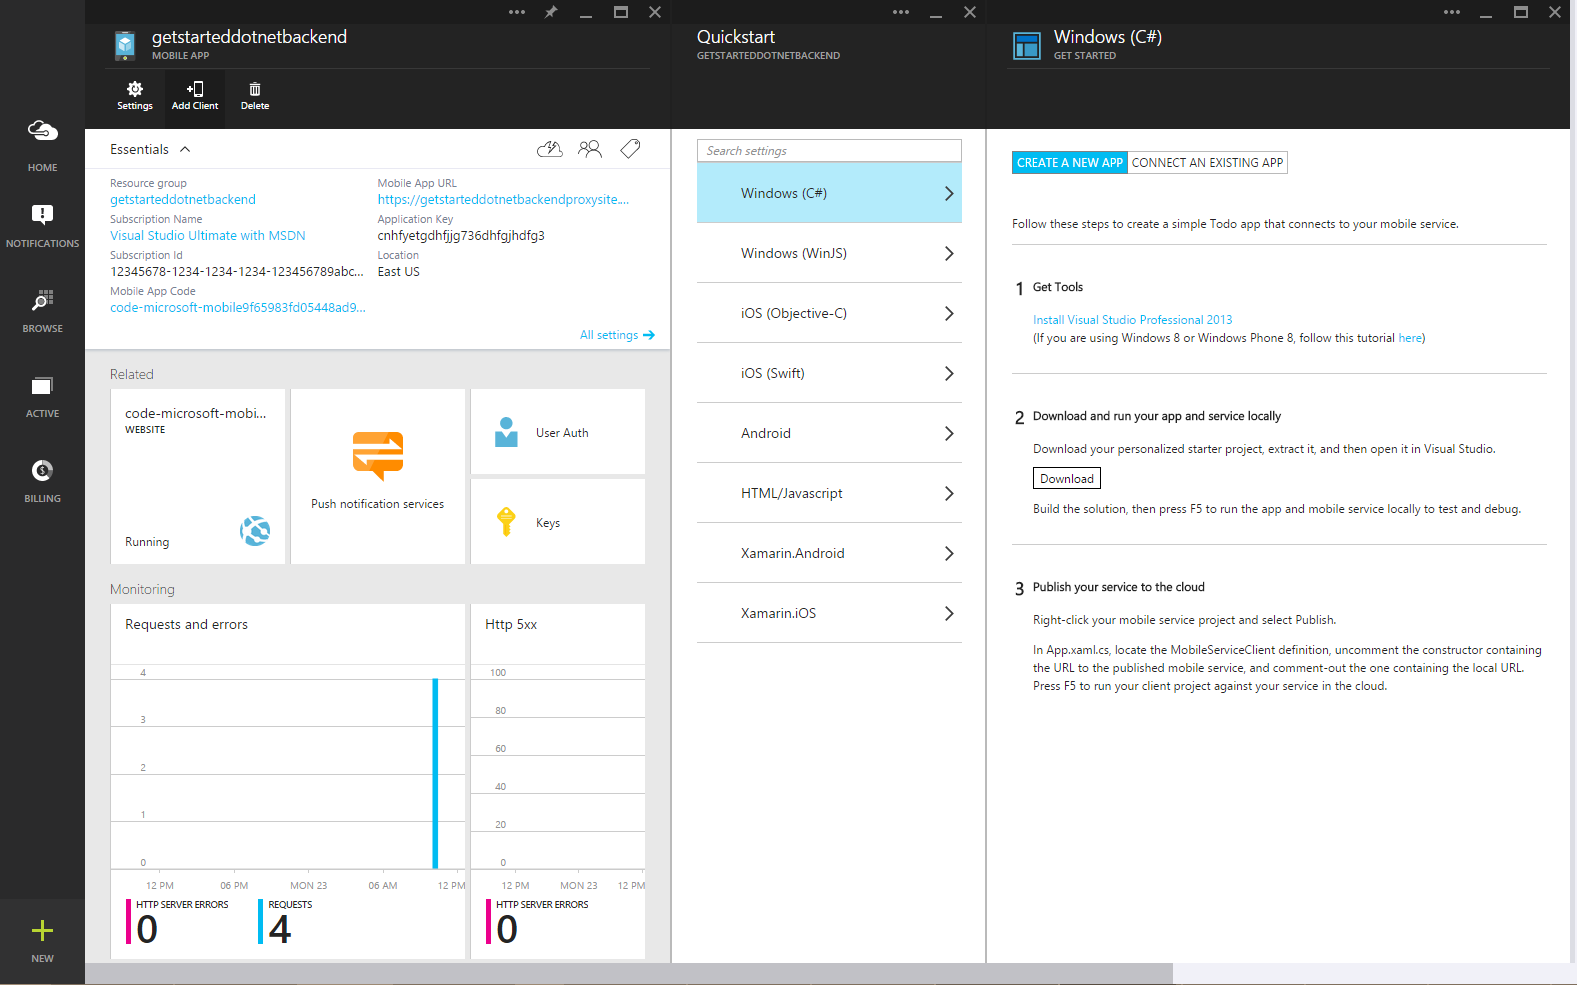 HOME
NOTIFICATIONS
BROWSE
ACTIVE
BILLING
NEW
getstarteddotnetbackend
MOBILE APP
Settings
Add Client
Delete
Essentials
Resource group
getstarteddotnetbackend
Subscription Name
Visual Studio Ultimate with MSDN
Subscription Id
12345678-1234-1234-1234-123456789abc...
Mobile App Code
code-microsoft-mobile9f65983fd05448ad9...
Mobile App URL
https://getstarteddotnetbackendproxysite....
Application Key
cnhfyetgdhfjjg736dhfgjhdfg3
Location
East US
All settings
Related
code-microsoft-mobi...
WEBSITE
Running
Push notification services
User Auth
Keys
Monitoring
Requests and errors
4
3
2
1
0
12 PM
06 PM
MON 23
06 AM
12 PM
HTTP SERVER ERRORS
0
REQUESTS
4
Http 5xx
100
80
60
40
20
0
12 PM
MON 23
12 PM
HTTP SERVER ERRORS
0
Quickstart
GETSTARTEDDOTNETBACKEND
Search settings
Windows (C#)
Windows (WinJS)
iOS (Objective-C)
iOS (Swift)
Android
HTML/Javascript
Xamarin.Android
Xamarin.iOS
Windows (C#)
GET STARTED
CREATE A NEW APP
CONNECT AN EXISTING APP
Follow these steps to create a simple Todo app that connects to your mobile service.
1 Get Tools
Install Visual Studio Professional 2013
(If you are using Windows 8 or Windows Phone 8, follow this tutorial here)
2 Download and run your app and service locally
Download your personalized starter project, extract it, and then open it in Visual Studio.
Download
Build the solution, then press F5 to run the app and mobile service locally to test and debug.
3 Publish your service to the cloud
Right-click your mobile service project and select Publish.
In App.xaml.cs, locate the MobileServiceClient definition, uncomment the constructor containing
the URL to the published mobile service, and comment-out the one containing the local URL.
Press F5 to run your client project against your service in the cloud.